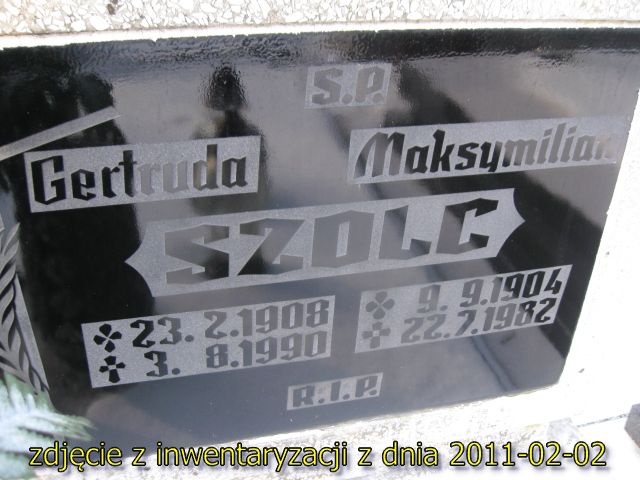 S.P.
Gertruda Maksymilian
SZOLC
23. 2.1908 9. 9.1904
3. 8.1990 22.7.1982
R.I.P.
zdjęcie z inwentaryzacji z dnia 2011-02-02